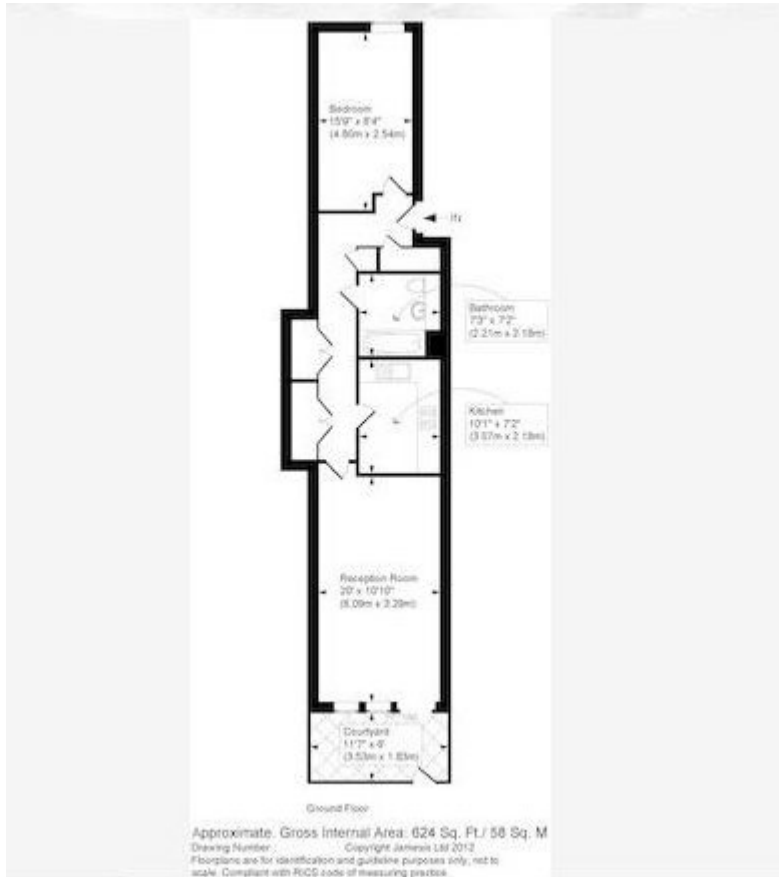 Bedroom
15'9" x 8'4"
(4.80m x 2.54m)
In
Bathroom
7'3" x 7'2"
(2.21m x 2.18m)
Kitchen
10'1" x 7'2"
(3.07m x 2.18m)
Reception Room
20' x 10'10"
(6.09m x 3.29m)
Courtyard
11'7" x 6'
(3.53m x 1.83m)
Ground Floor
Approximate. Gross Internal Area: 624 Sq. Ft./ 58 Sq. M
Drawing Number : Copyright Jamesis Ltd 2012
Floorplans are for identification and guideline purposes only, not to
scale. Compliant with RICS code of measuring practice.